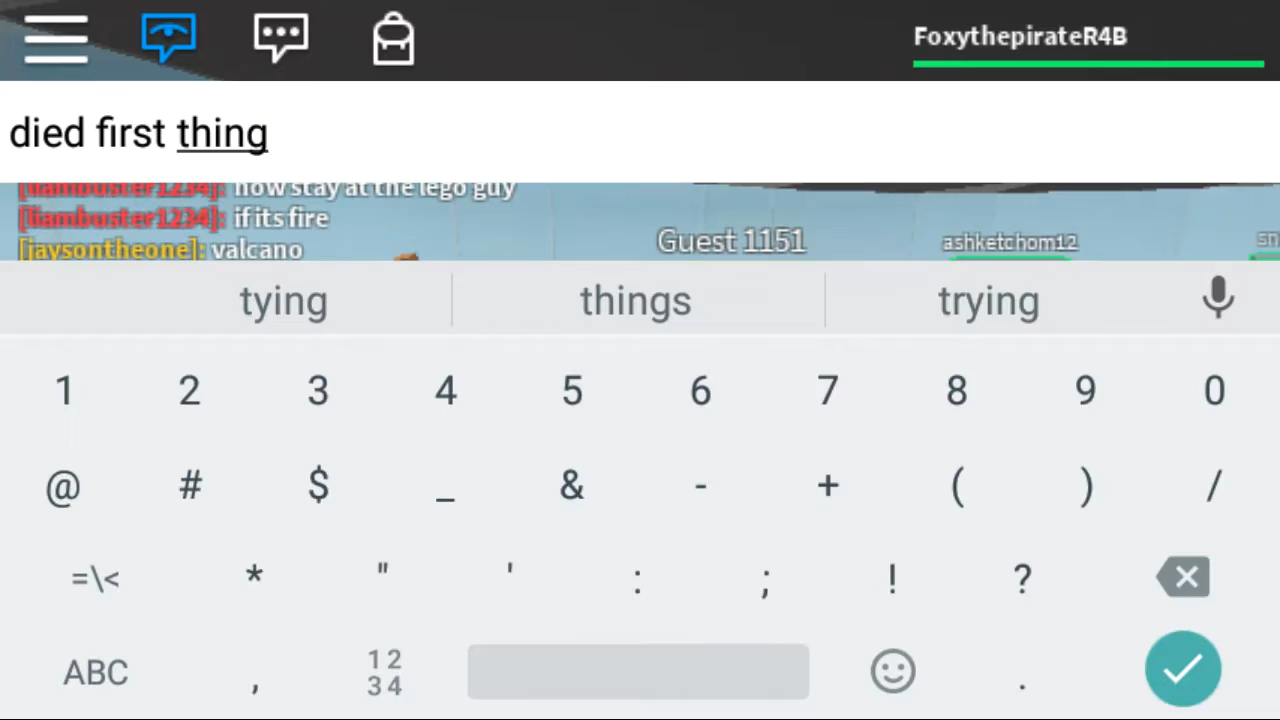 FoxythepirateR4B
died first thing
[liambuster1234]: now stay at the lego guy
[liambuster1234]: if its fire
[jaysontheone]: valcano
Guest 1151
ashketchom12
sn
tying things trying
1 2 3 4 5 6 7 8 9 0
@ # $ _ & - + ( ) /
=\< * " ' : ; ! ?
ABC , 12 34 .